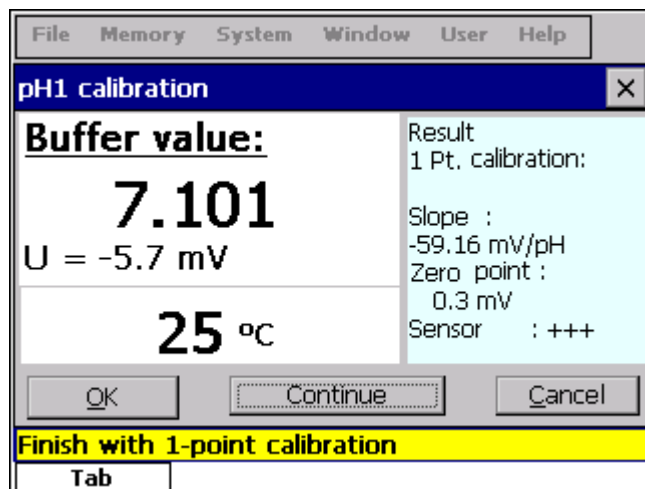 File Memory System Window User Help
pH1 calibration
Buffer value:
7.101
U = -5.7 mV
25 ºC
Result
1 Pt. calibration:
Slope :
-59.16 mV/pH
Zero point :
0.3 mV
Sensor : +++
OK Continue Cancel
Finish with 1-point calibration
Tab